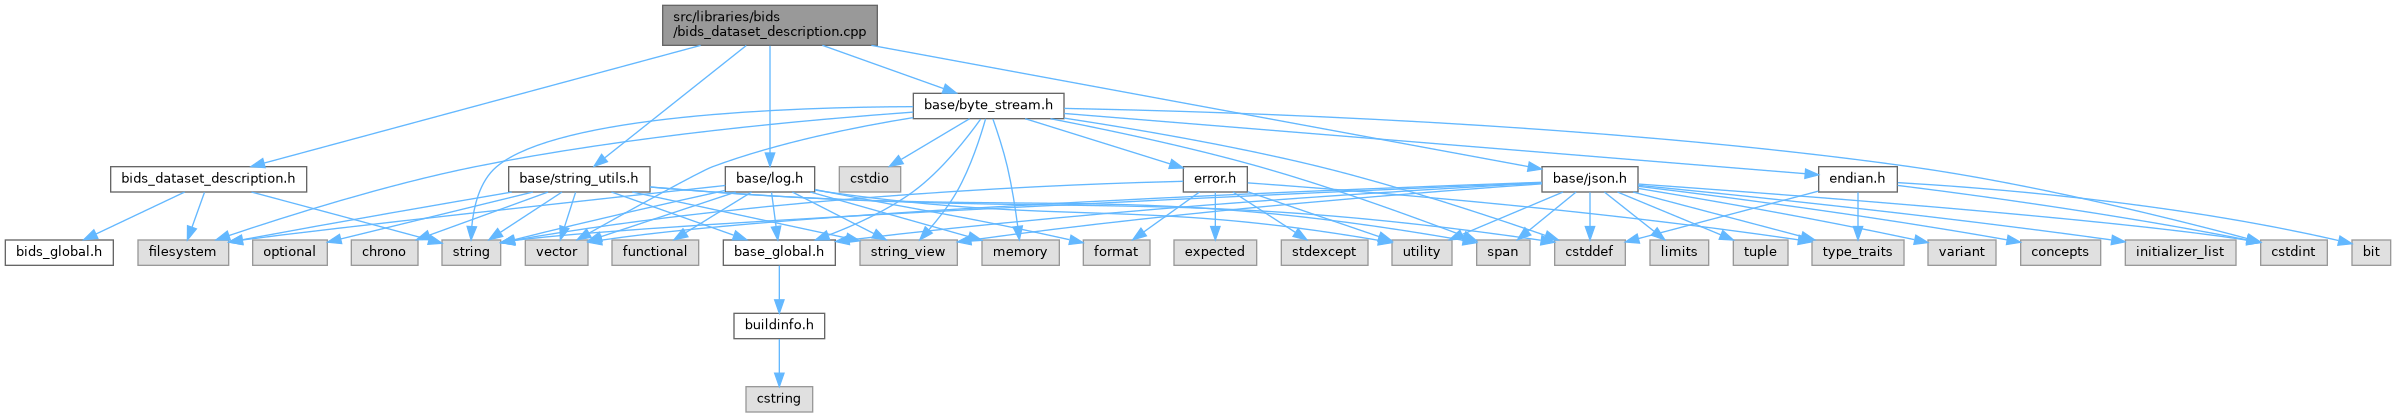 src/libraries/bids
/bids_dataset_description.cpp
base/byte_stream.h
bids_dataset_description.h
base/string_utils.h
base/log.h
cstdio
error.h
base/json.h
endian.h
bids_global.h
filesystem
optional
chrono
string
vector
functional
base_global.h
string_view
memory
format
expected
stdexcept
utility
span
cstddef
limits
tuple
type_traits
variant
concepts
initializer_list
cstdint
bit
buildinfo.h
cstring